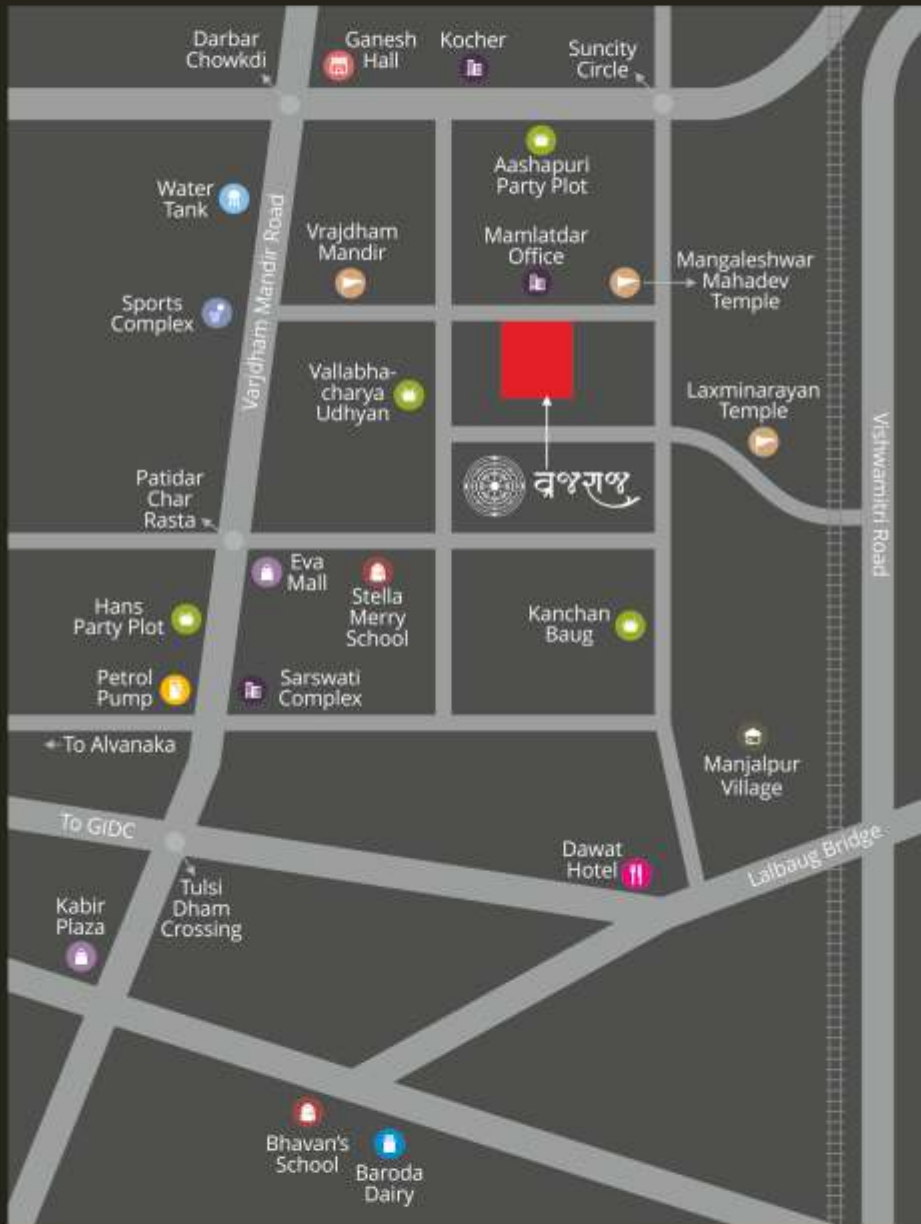 Darbar
Chowkdi
Ganesh
Hall
Kocher
Suncity
Circle
Aashapuri
Party Plot
Water
Tank
Varjdham Mandir Road
Vrajdham
Mandir
Mamlatdar
Office
Mangaleshwar
Mahadev
Temple
Sports
Complex
Vallabha-
charya
Udhyan
Laxminarayan
Temple
Vishwamitri Road
Patidar
Char
Rasta
व्रજરાજ
Eva
Mall
Stella
Merry
School
Hans
Party Plot
Kanchan
Baug
Petrol
Pump
Sarswati
Complex
To Alvanaka
Manjalpur
Village
To GIDC
Dawat
Hotel
Lalbaug Bridge
Tulsi
Dham
Crossing
Kabir
Plaza
Bhavan's
School
Baroda
Dairy